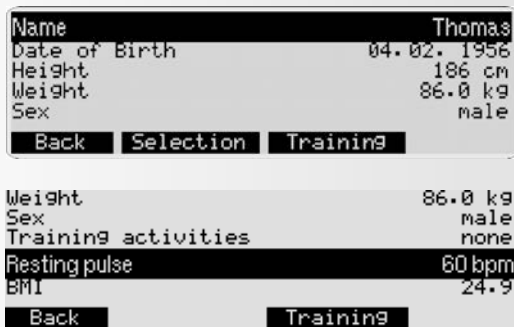 Name Thomas
Date of Birth 04.02. 1956
Height 186 cm
Weight 86.0 kg
Sex male
Back Selection Training
Weight 86.0 kg
Sex male
Training activities none
Resting pulse 60 bpm
BMI 24.9
Back Training